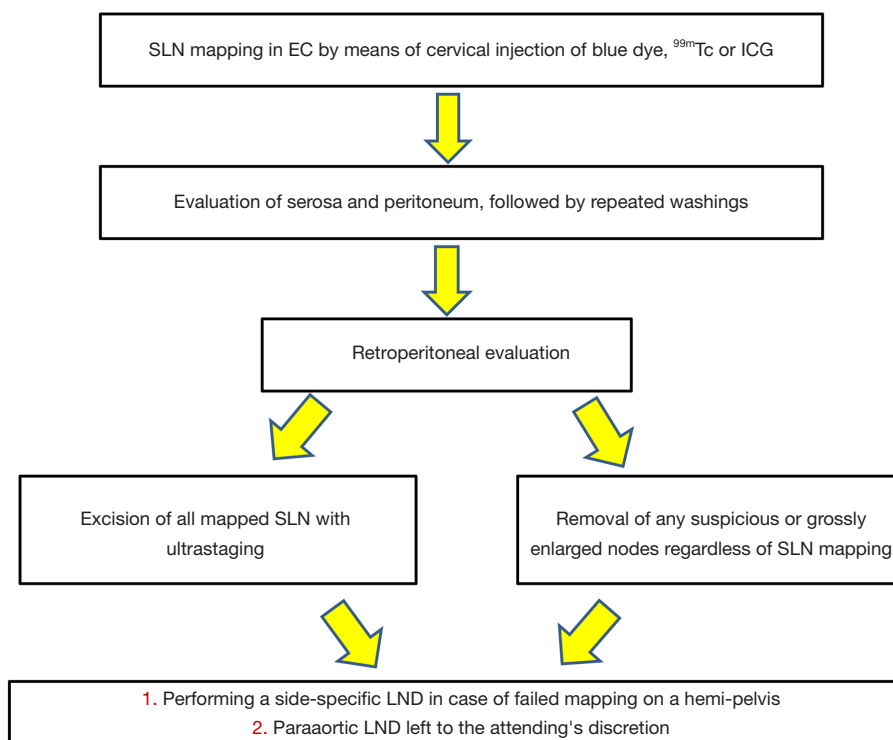 SLN mapping in EC by means of cervical injection of blue dye, ⁹⁹ᵐTc or ICG
Evaluation of serosa and peritoneum, followed by repeated washings
Retroperitoneal evaluation
Excision of all mapped SLN with
ultrastaging
Removal of any suspicious or grossly
enlarged nodes regardless of SLN mapping
1. Performing a side-specific LND in case of failed mapping on a hemi-pelvis
2. Paraaortic LND left to the attending's discretion